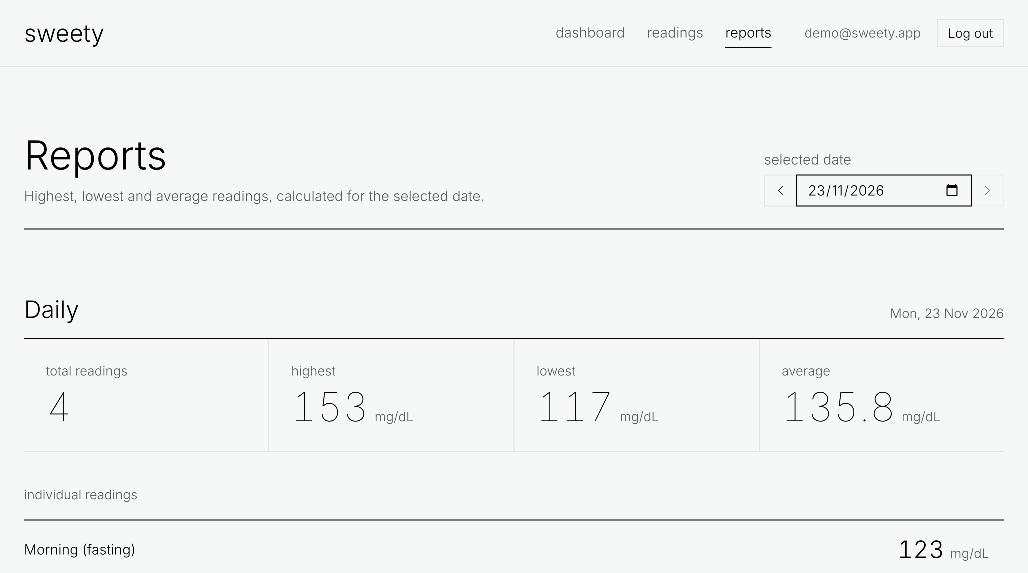 sweety
dashboard readings reports demo@sweety.app Log out
Reports
Highest, lowest and average readings, calculated for the selected date.
selected date
23/11/2026
Daily
Mon, 23 Nov 2026
total readings
4
highest
153 mg/dL
lowest
117 mg/dL
average
135.8 mg/dL
individual readings
Morning (fasting) 123 mg/dL